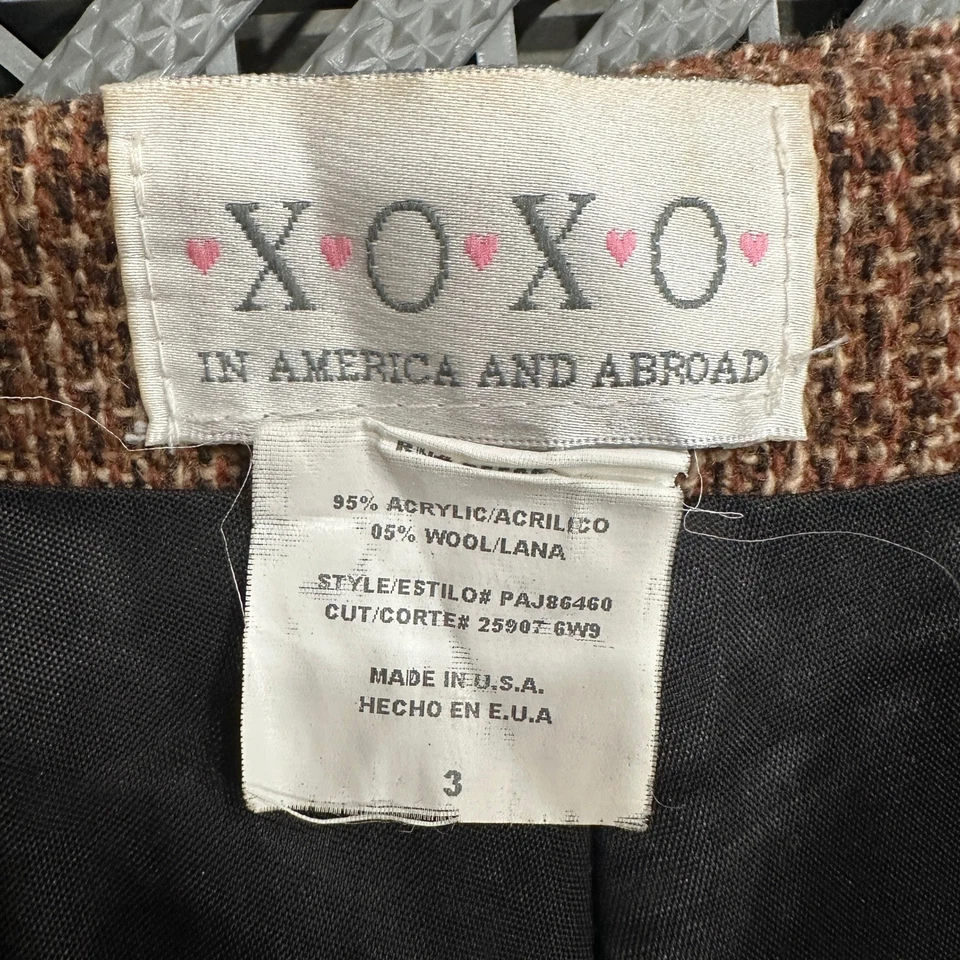 X O X O
IN AMERICA AND ABROAD
95% ACRYLIC/ACRILICO
05% WOOL/LANA
STYLE/ESTILO# PAJ86460
CUT/CORTE# 25907 6W9
MADE IN U.S.A.
HECHO EN E.U.A
3